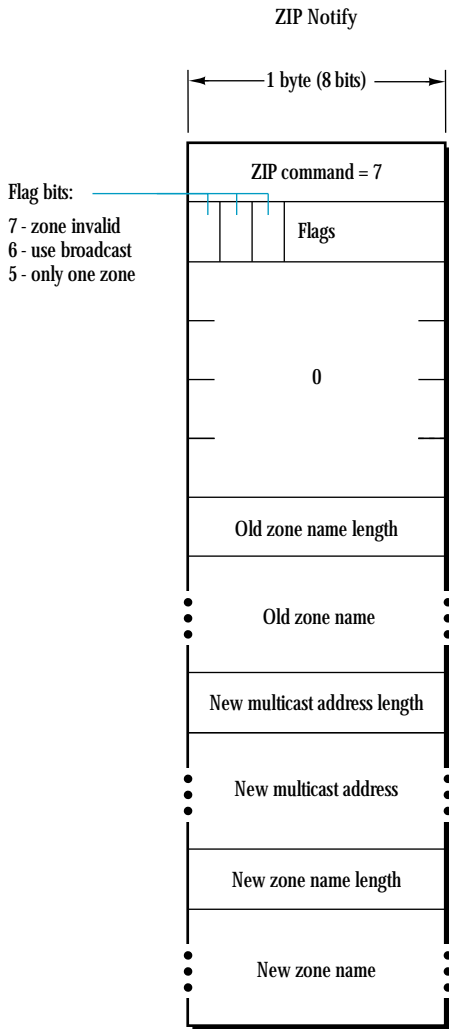 ZIP Notify
1 byte (8 bits)
ZIP command = 7
Flag bits:
7 - zone invalid
6 - use broadcast
5 - only one zone
Flags
0
Old zone name length
Old zone name
New multicast address length
New multicast address
New zone name length
New zone name